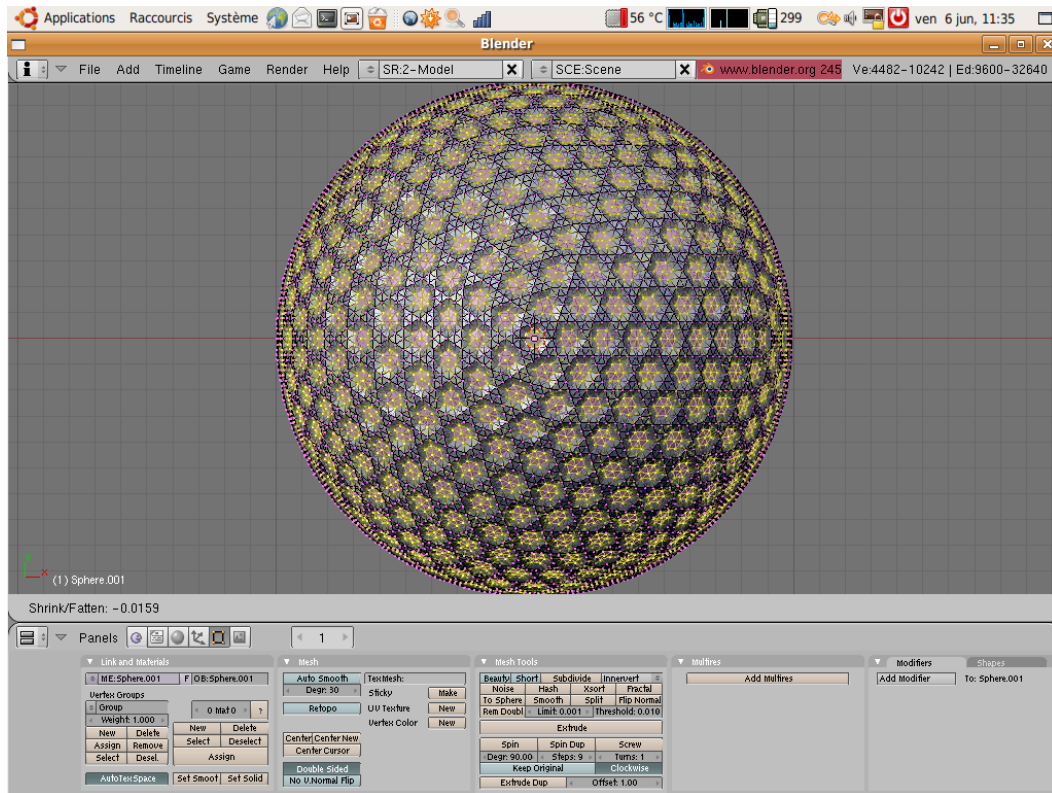 Applications Raccourcis Système 56 °C 299 ven 6 jun, 11:35
Blender
File Add Timeline Game Render Help SR:2-Model X SCE:Scene X www.blender.org 245 Ve:4482-10242 | Ed:9600-32640
y
x (1) Sphere.001
Shrink/Fatten: -0.0159
Panels 1
Link and Materials Mesh Mesh Tools Multires Modifiers Shapes
ME:Sphere.001 F OB:Sphere.001 Auto Smooth TexMesh: Beauty Short Subdivide Innervert Add Multires Add Modifier To: Sphere.001
Vertex Groups Degr: 30 Sticky Make Noise Hash Xsort Fractal
Group 0 Mat 0 ? Retopo UV Texture New To Sphere Smooth Split Flip Normal
Weight: 1.000 Vertex Color New Rem Doubl Limit: 0.001 Threshold: 0.010
New Delete New Delete Center Center New Extrude
Assign Remove Select Deselect Center Cursor Spin Spin Dup Screw
Select Desel. Assign Degr: 90.00 Steps: 9 Turns: 1
AutoTexSpace Set Smoot Set Solid Double Sided Keep Original Clockwise
No V.Normal Flip Extrude Dup Offset: 1.00